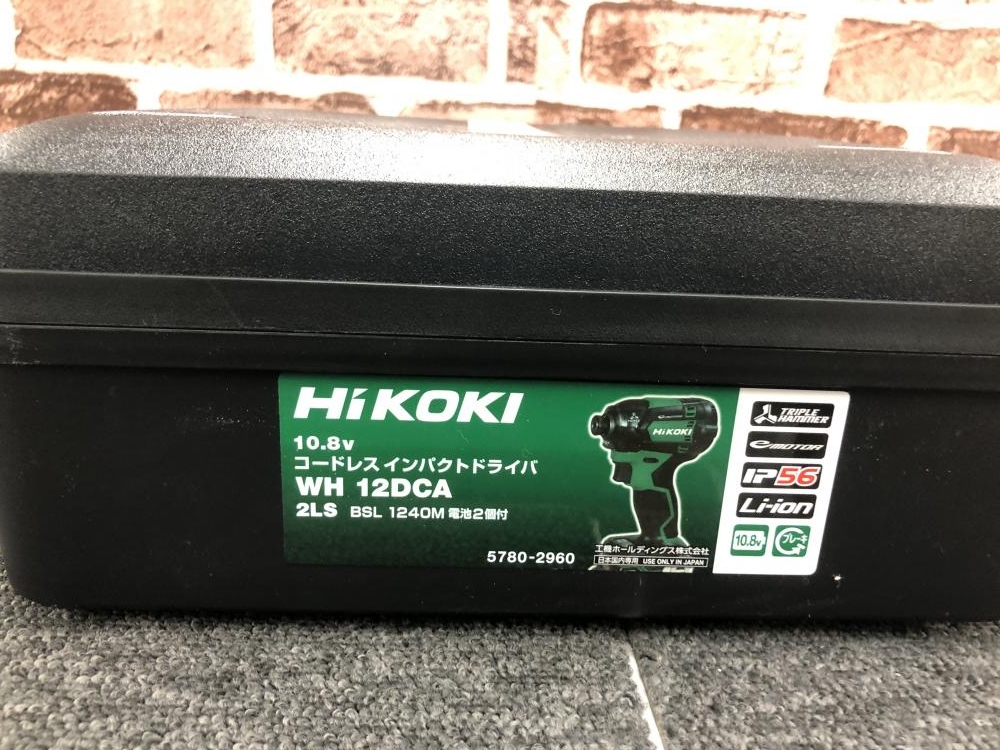 HiKOKI
10.8v
コードレス インパクトドライバ
WH 12DCA
2LS BSL 1240M 電池2個付
5780-2960
HiKOKI
工機ホールディングス株式会社
日本国内専用 USE ONLY IN JAPAN
TRIPLE
HAMMER
e MOTOR
IP56
Li-ion
10.8v
ブレーキ